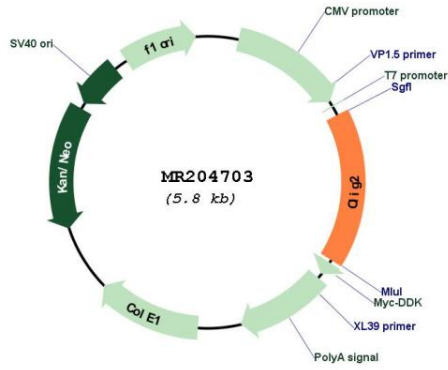 CMV promoter
VP1.5 primer
T7 promoter
SgfI
Qig2
MluI
Myc-DDK
XL39 primer
PolyA signal
Col E1
Kan/Neo
SV40 ori
f1 ori
MR204703
(5.8 kb)